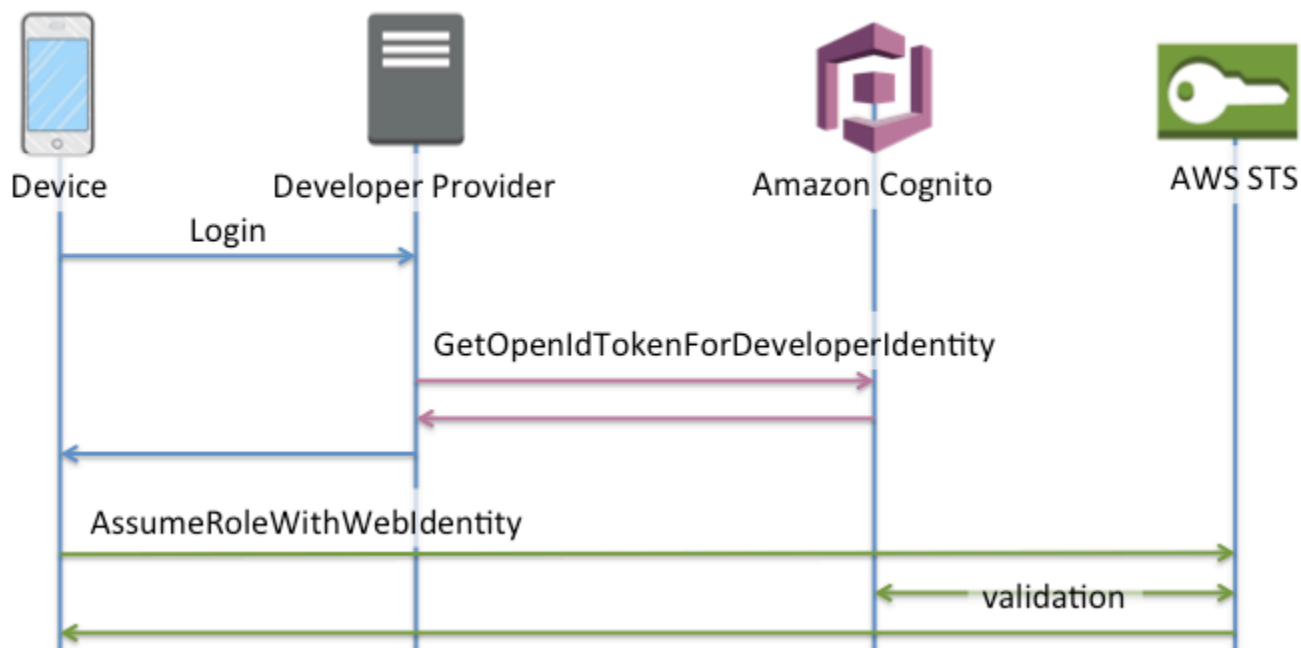 Device
Developer Provider
Amazon Cognito
AWS STS
Login
GetOpenIdTokenForDeveloperIdentity
AssumeRoleWithWebIdentity
validation